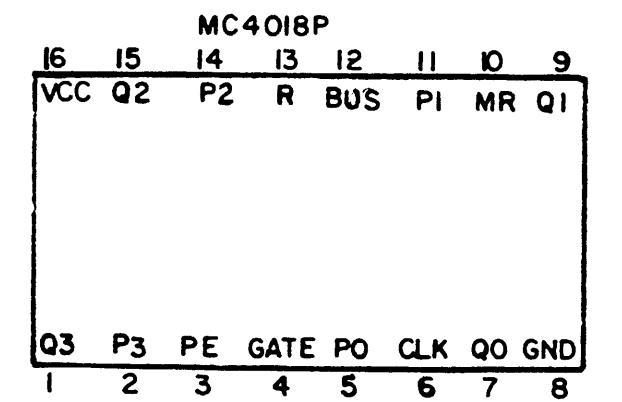 MC4018P
16 15 14 13 12 11 10 9
VCC Q2 P2 R BUS P1 MR Q1
Q3 P3 PE GATE P0 CLK Q0 GND
1 2 3 4 5 6 7 8